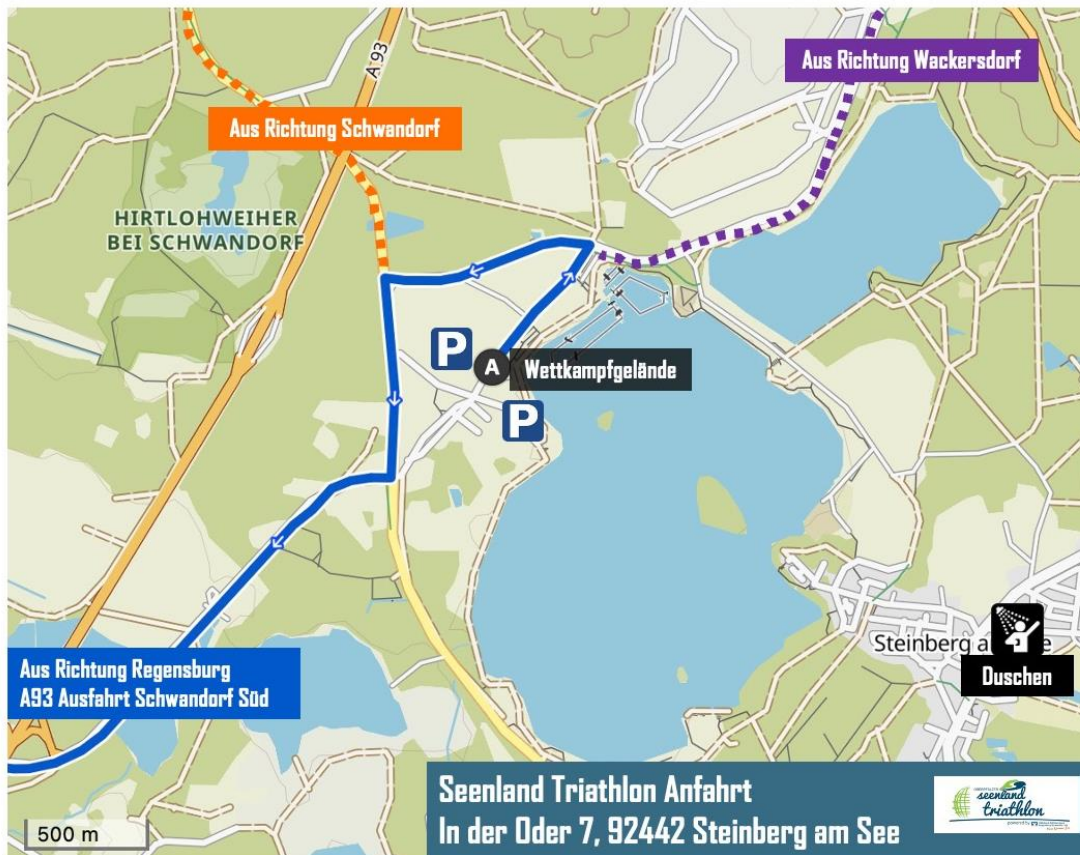 A 93
Aus Richtung Wackersdorf
Aus Richtung Schwandorf
HIRTLOHWEIHER
BEI SCHWANDORF
P
A
Wettkampfgelände
P
Steinberg a
e
Duschen
Aus Richtung Regensburg
A93 Ausfahrt Schwandorf Süd
Seenland Triathlon Anfahrt
In der Oder 7, 92442 Steinberg am See
seenland
triathlon
500 m